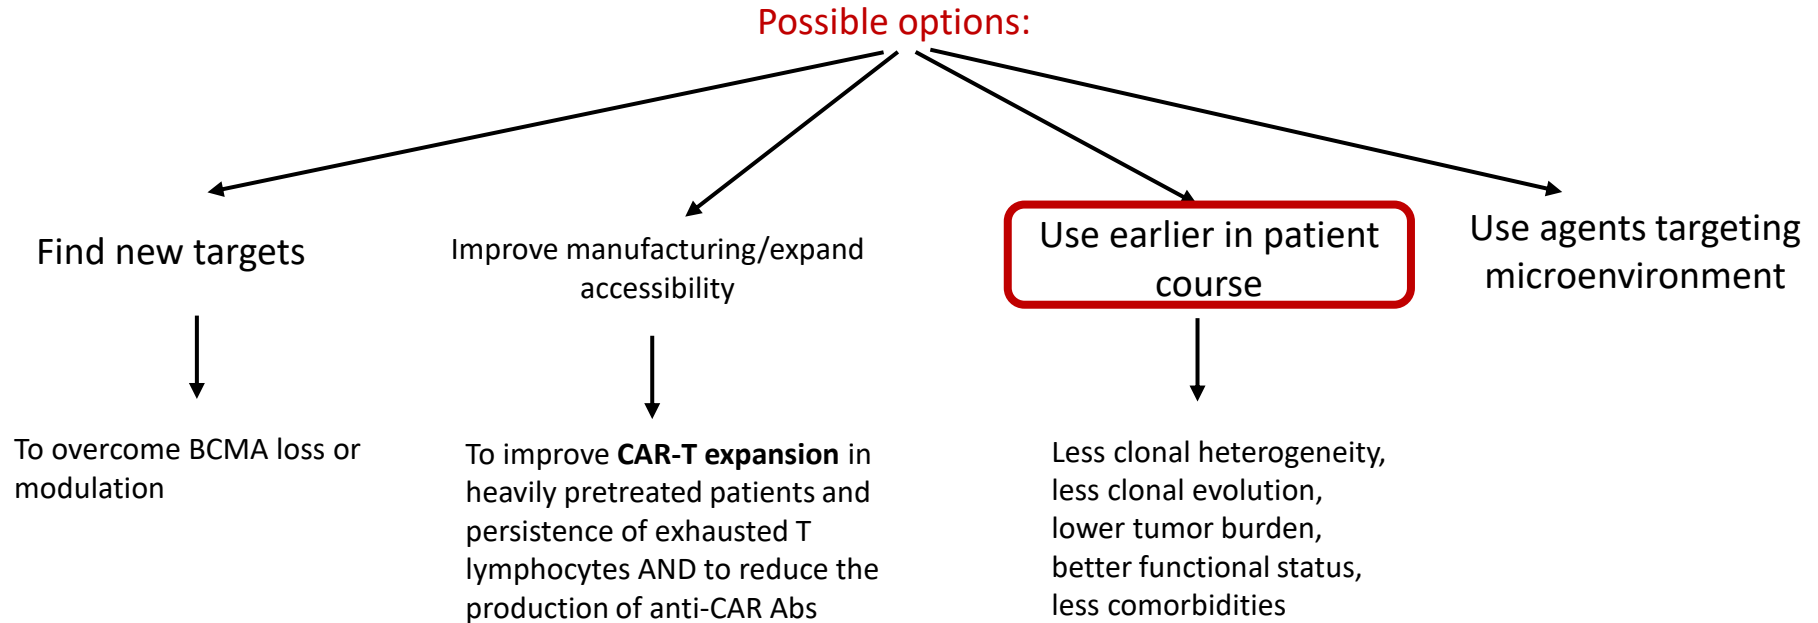 Possible options:
Find new targets
Improve manufacturing/expand
accessibility
Use earlier in patient
course
Use agents targeting
microenvironment
To overcome BCMA loss or
modulation
To improve CAR-T expansion in
heavily pretreated patients and
persistence of exhausted T
lymphocytes AND to reduce the
production of anti-CAR Abs
Less clonal heterogeneity,
less clonal evolution,
lower tumor burden,
better functional status,
less comorbidities